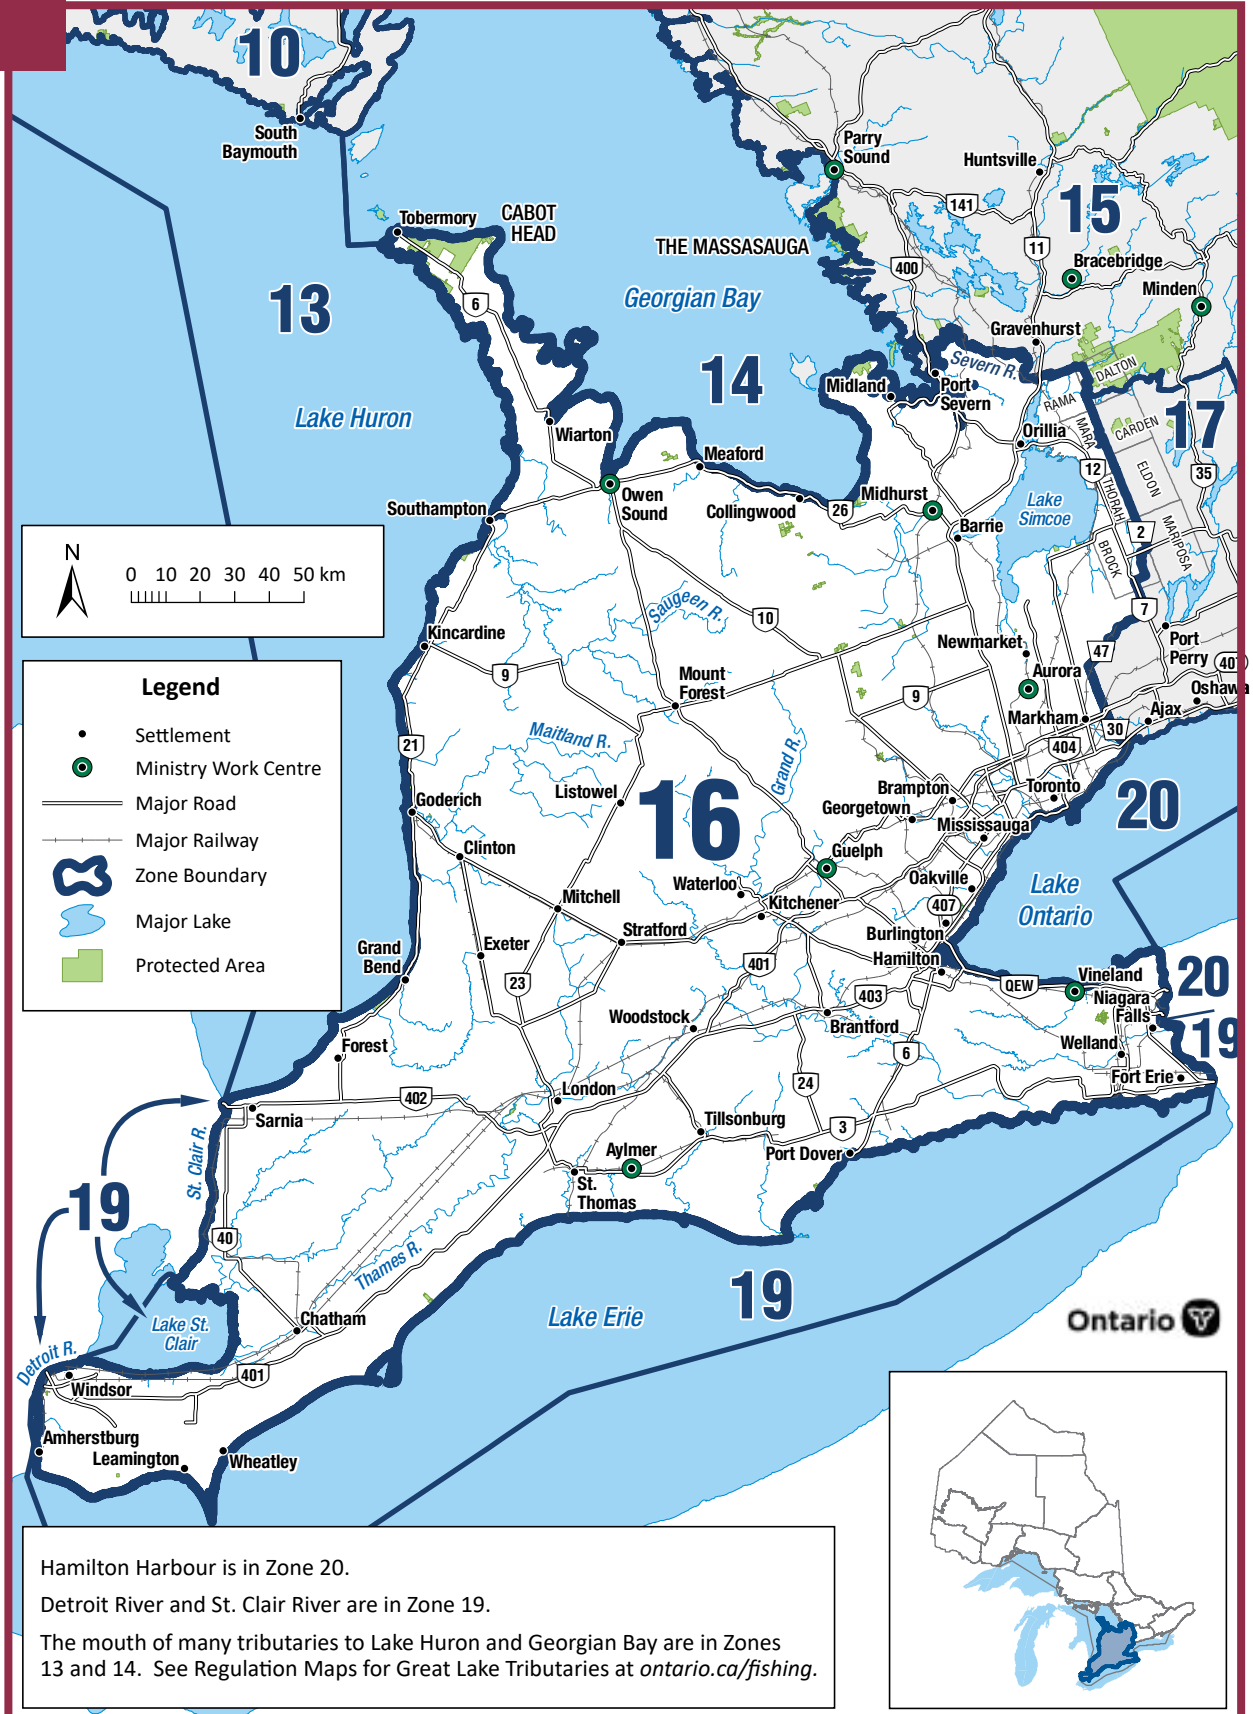 10
South
Baymouth
Parry
Sound
Huntsville
141
15
11
Bracebridge
Minden
400
Tobermory
CABOT
HEAD
THE MASSASAUGA
Georgian Bay
6
13
Lake Huron
14
Gravenhurst
Severn R.
DALTON
Midland
Port
Severn
RAMA
MARA
CARDEN
17
Orillia
Wiarton
Meaford
12
ELDON
35
THORAH
Owen
Sound
Southampton
Collingwood
26
Midhurst
Barrie
Lake
Simcoe
2
BROCK
MARIPOSA
N
0 10 20 30 40 50 km
Saugeen R.
10
7
Kincardine
9
Newmarket
47
Port
Perry
407
Aurora
Mount
Forest
9
Oshawa
Markham
Ajax
30
404
Legend
Settlement
Ministry Work Centre
Major Road
Major Railway
Zone Boundary
Major Lake
Protected Area
21
Maitland R.
Grand R.
Goderich
Listowel
16
Brampton
Georgetown
Toronto
20
Mississauga
Clinton
Guelph
Oakville
Waterloo
Lake
Ontario
Mitchell
Kitchener
407
Stratford
Burlington
Grand
Bend
Exeter
Hamilton
401
23
QEW
Vineland
20
403
Niagara
Falls
Woodstock
Brantford
19
Forest
Welland
6
Fort Erie
London
24
402
Sarnia
Tillsonburg
3
St. Clair R.
Aylmer
Port Dover
St.
Thomas
19
40
Thames R.
19
Lake Erie
Chatham
Lake St.
Clair
Detroit R.
401
Windsor
Ontario
Amherstburg
Leamington
Wheatley
Hamilton Harbour is in Zone 20.
Detroit River and St. Clair River are in Zone 19.
The mouth of many tributaries to Lake Huron and Georgian Bay are in Zones
13 and 14.  See Regulation Maps for Great Lake Tributaries at ontario.ca/fishing.